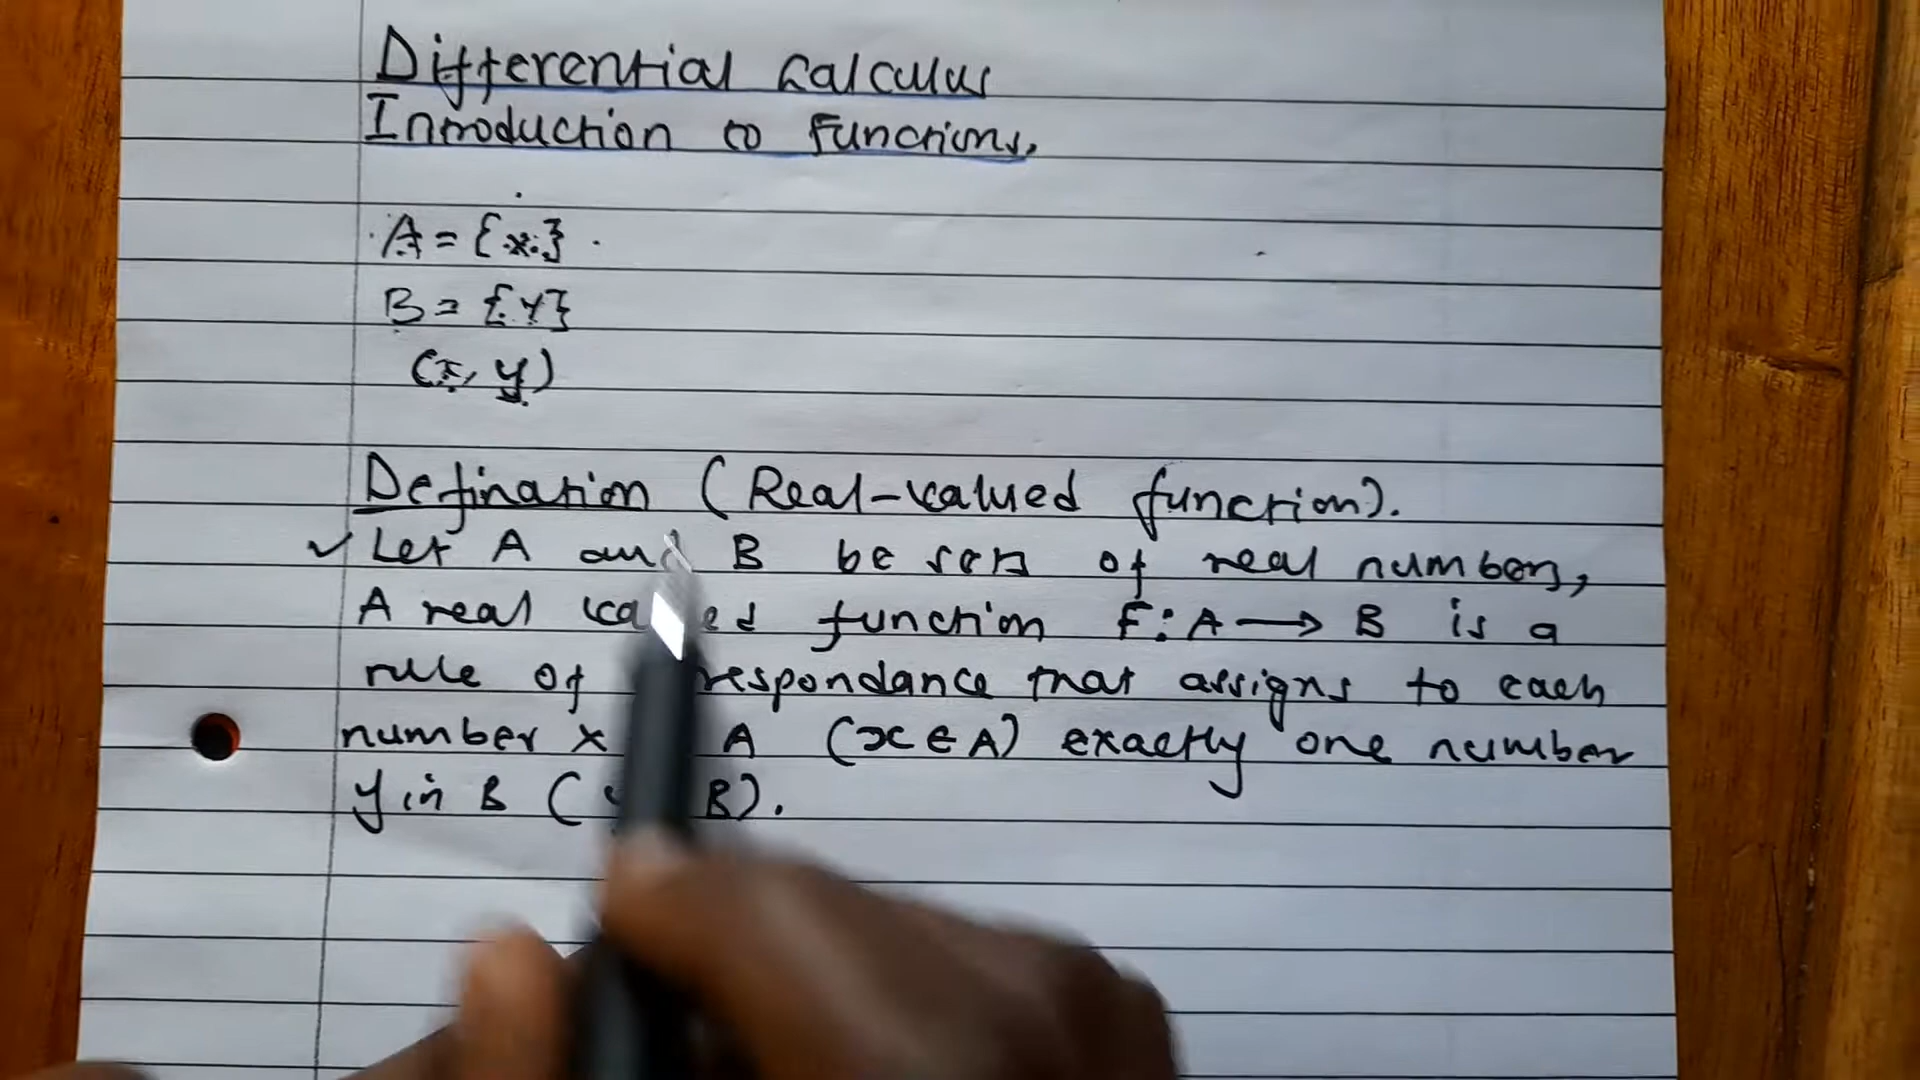 Differential Calculus
Introduction to Functions.
A = {x}
B = {y}
(x, y)
Defination (Real-valued function).
✓ Let A and B be sets of real numbers,
A real function F: A → B is a
rule of that assigns to each
number x A (x ∈ A) exactly one number
y in B ( B).